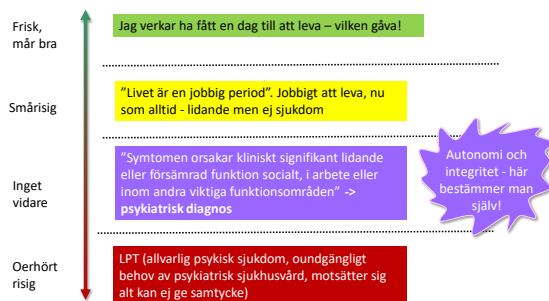 Frisk,
mår bra
Jag verkar ha fått en dag till att leva – vilken gåva!
Smårisig
”Livet är en jobbig period”. Jobbigt att leva, nu
som alltid - lidande men ej sjukdom
Inget
vidare
”Symtomen orsakar kliniskt signifikant lidande
eller försämrad funktion socialt, i arbete eller
inom andra viktiga funktionsområden” ->
psykiatrisk diagnos
Autonomi och
integritet - här
bestämmer man
själv!
Oerhört
risig
LPT (allvarlig psykisk sjukdom, oundgängligt
behov av psykiatrisk sjukhusvård, motsätter sig
alt kan ej ge samtycke)